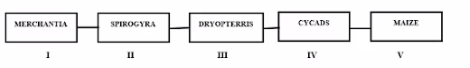 MERCHANTIA SPIROGYRA DRYOPTERRIS CYCADS MAIZE
I II III IV V